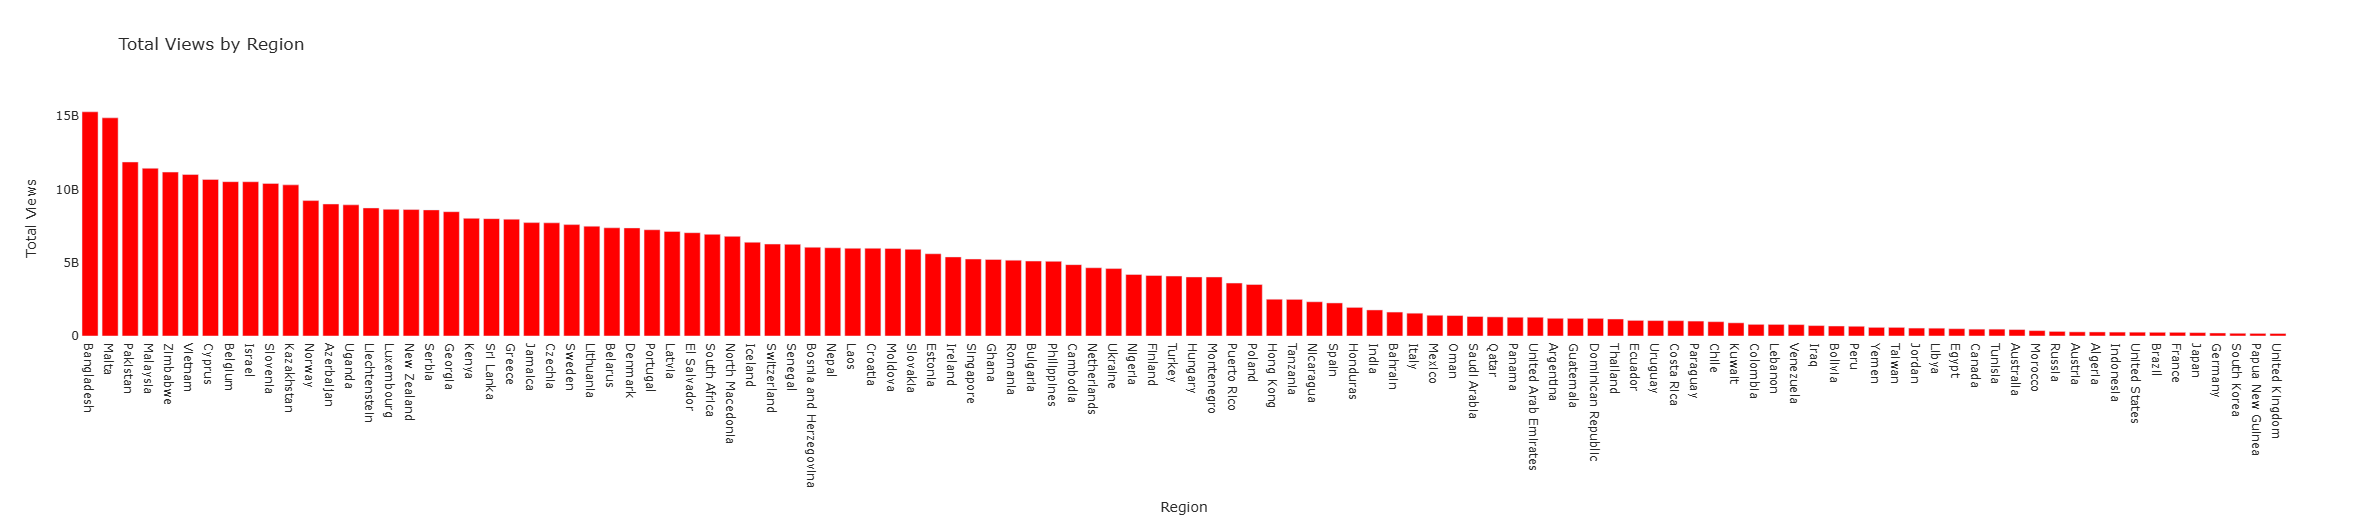 Total Views by Region
15B
10B
5B
0
Total Views
Bangladesh
Malta
Pakistan
Malaysia
Zimbabwe
Vietnam
Cyprus
Belgium
Israel
Slovenia
Kazakhstan
Norway
Azerbaijan
Uganda
Liechtenstein
Luxembourg
New Zealand
Serbia
Georgia
Kenya
Sri Lanka
Greece
Jamaica
Czechia
Sweden
Lithuania
Belarus
Denmark
Portugal
Latvia
El Salvador
South Africa
North Macedonia
Iceland
Switzerland
Senegal
Bosnia and Herzegovina
Nepal
Laos
Croatia
Moldova
Slovakia
Estonia
Ireland
Singapore
Ghana
Romania
Bulgaria
Philippines
Cambodia
Netherlands
Ukraine
Nigeria
Finland
Turkey
Hungary
Montenegro
Puerto Rico
Poland
Hong Kong
Tanzania
Nicaragua
Spain
Honduras
India
Bahrain
Italy
Mexico
Oman
Saudi Arabia
Qatar
Panama
United Arab Emirates
Argentina
Guatemala
Dominican Republic
Thailand
Ecuador
Uruguay
Costa Rica
Paraguay
Chile
Kuwait
Colombia
Lebanon
Venezuela
Iraq
Bolivia
Peru
Yemen
Taiwan
Jordan
Libya
Egypt
Canada
Tunisia
Australia
Morocco
Russia
Austria
Algeria
Indonesia
United States
Brazil
France
Japan
Germany
South Korea
Papua New Guinea
United Kingdom
Region